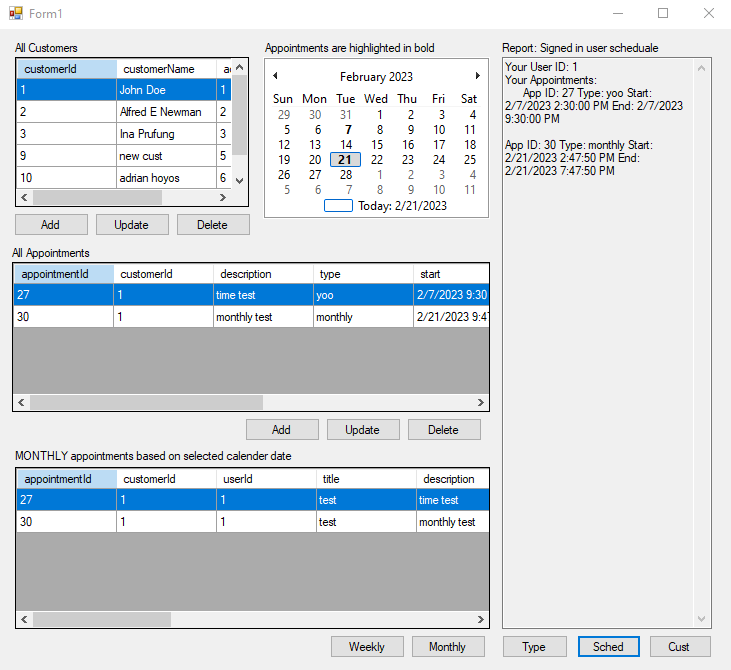 Form1
All Customers
customerId customerName a
1 John Doe 1
2 Alfred E Newman 2
3 Ina Prufung 3
9 new cust 5
10 adrian hoyos 6
Add Update Delete
Appointments are highlighted in bold
February 2023
Sun Mon Tue Wed Thu Fri Sat
29 30 31 1 2 3 4
5 6 7 8 9 10 11
12 13 14 15 16 17 18
19 20 21 22 23 24 25
26 27 28 1 2 3 4
5 6 7 8 9 10 11
Today: 2/21/2023
All Appointments
appointmentId customerId description type start
27 1 time test yoo 2/7/2023 9:30
30 1 monthly test monthly 2/21/2023 9:4
Add Update Delete
MONTHLY appointments based on selected calender date
appointmentId customerId userId title description
27 1 1 test time test
30 1 1 test monthly test
Weekly Monthly
Report: Signed in user scheduale
Your User ID: 1
Your Appointments:
App ID: 27 Type: yoo Start:
2/7/2023 2:30:00 PM End: 2/7/2023
9:30:00 PM
App ID: 30 Type: monthly Start:
2/21/2023 2:47:50 PM End:
2/21/2023 7:47:50 PM
Type Sched Cust